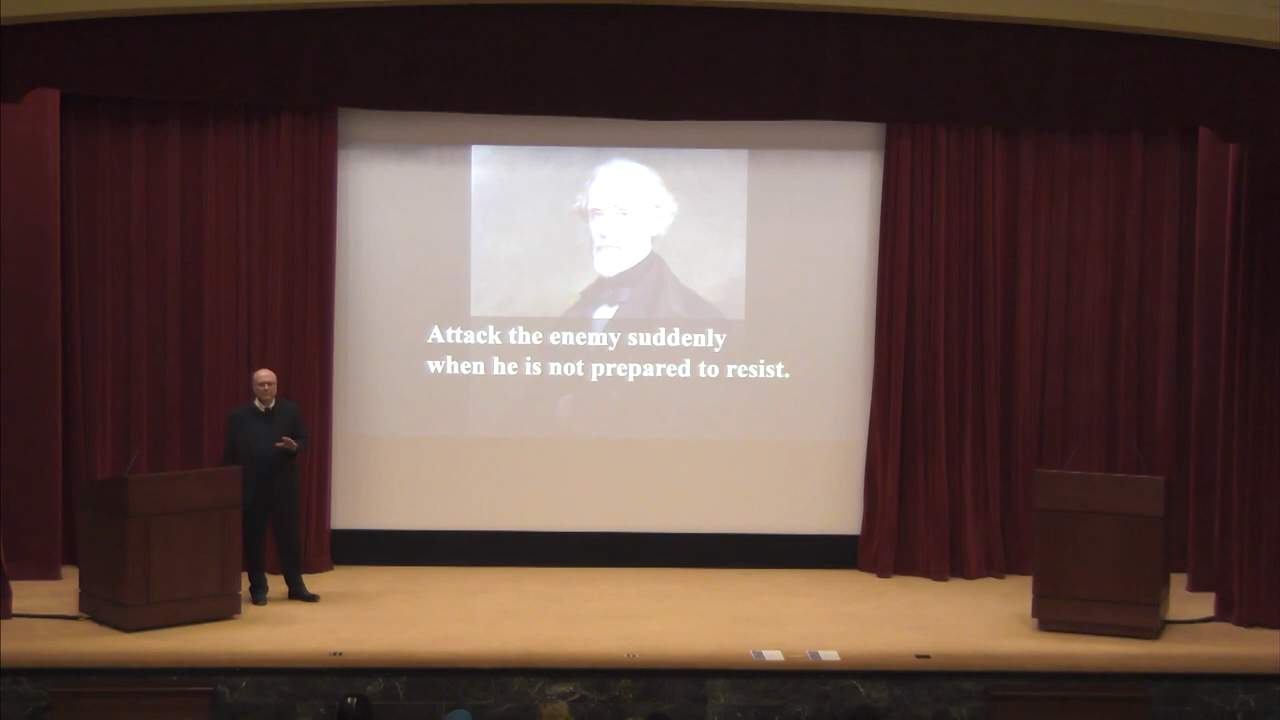 Attack the enemy suddenly
when he is not prepared to resist.